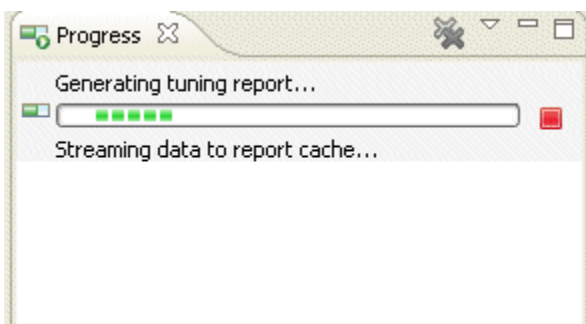 Progress
Generating tuning report...
Streaming data to report cache...